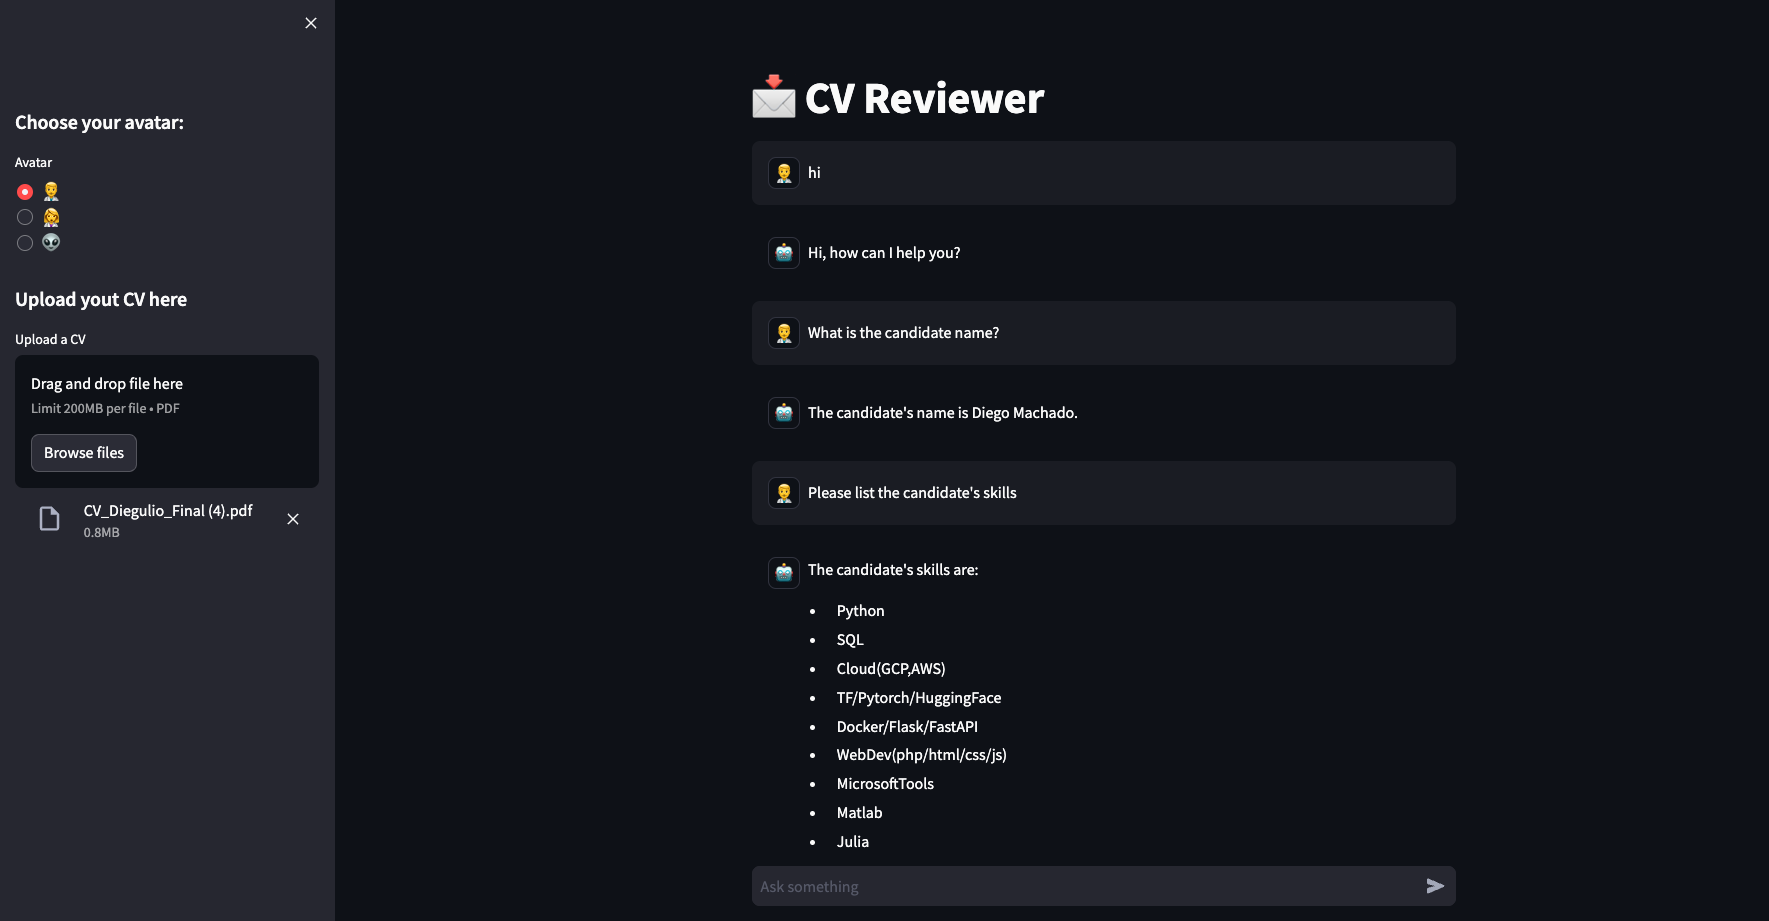 Choose your avatar:
Avatar
Upload yout CV here
Upload a CV
Drag and drop file here
Limit 200MB per file • PDF
Browse files
CV_Diegulio_Final (4).pdf
0.8MB
CV Reviewer
hi
Hi, how can I help you?
What is the candidate name?
The candidate's name is Diego Machado.
Please list the candidate's skills
The candidate's skills are:
• Python
• SQL
• Cloud(GCP,AWS)
• TF/Pytorch/HuggingFace
• Docker/Flask/FastAPI
• WebDev(php/html/css/js)
• MicrosoftTools
• Matlab
• Julia
Ask something